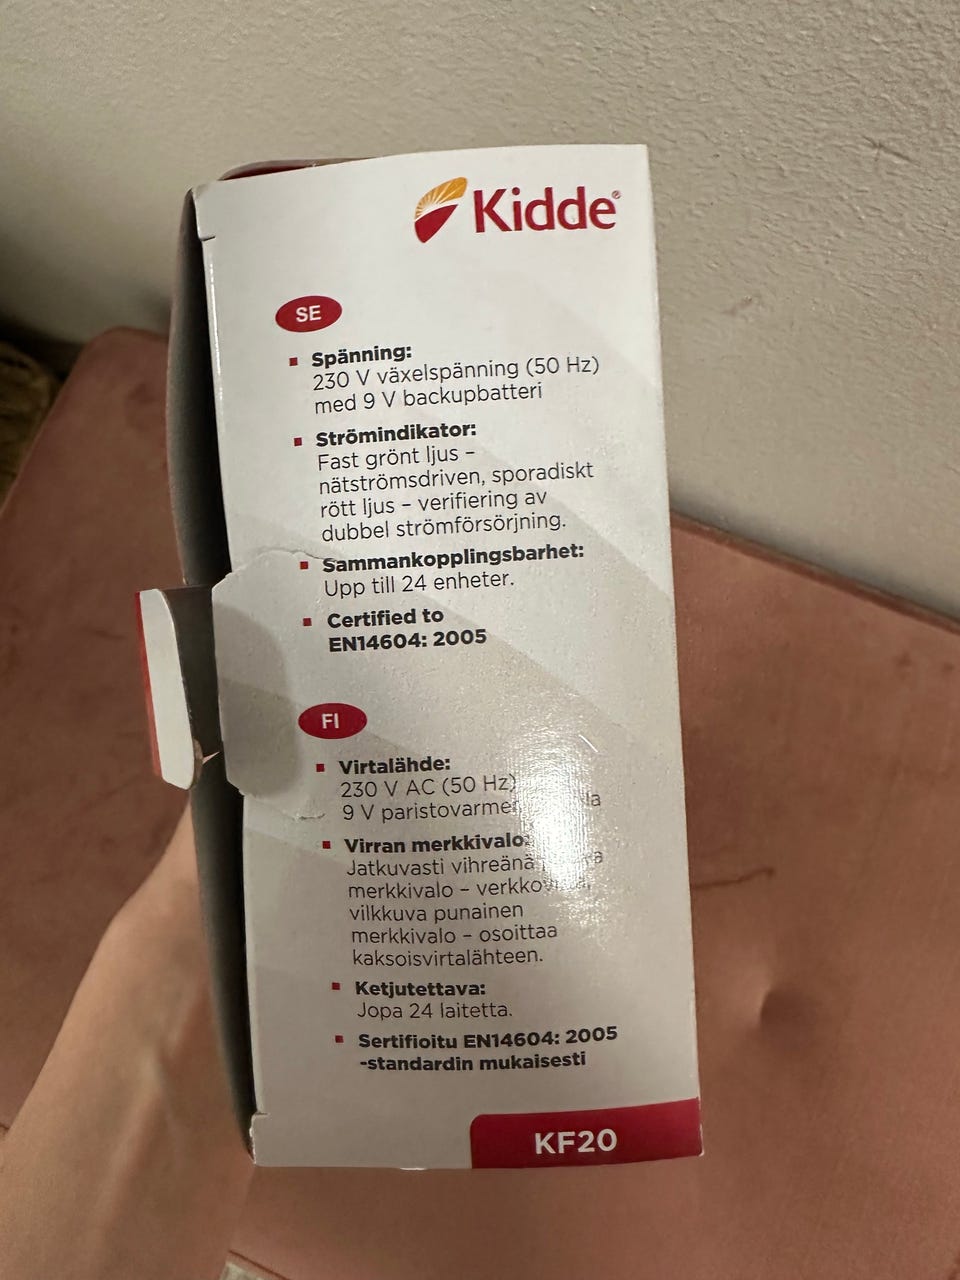 Kidde®
SE
Spänning:
230 V växelspänning (50 Hz)
med 9 V backupbatteri
Strömindikator:
Fast grönt ljus –
nätströmsdriven, sporadiskt
rött ljus – verifiering av
dubbel strömförsörjning.
Sammankopplingsbarhet:
Upp till 24 enheter.
Certified to
EN14604: 2005
FI
Virtalähde:
230 V AC (50 Hz)
9 V
Virran merkkivalo:
Jatkuvasti vihreänä
merkkivalo –
vilkkuva punainen
merkkivalo – osoittaa
kaksoisvirtalähteen.
Ketjutettava:
Jopa 24 laitetta.
Sertifioitu EN14604: 2005
-standardin mukaisesti
KF20